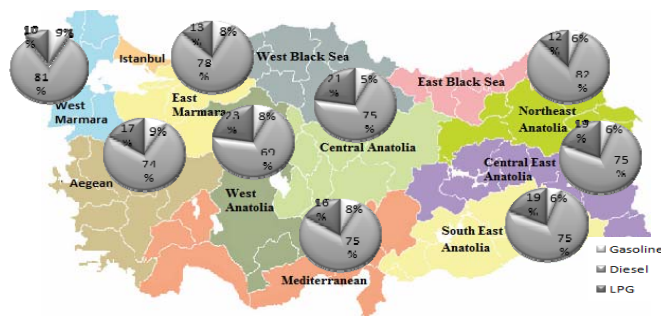 9%
81
%
West
Marmara
Istanbul
13
%
8%
78
%
East
Marmara
West Black Sea
East Black Sea
12
%
6%
82
%
Northeast
Anatolia
21
%
5%
75
%
Central Anatolia
17
%
9%
74
%
Aegean
23
%
8%
69
%
West
Anatolia
19
%
6%
75
%
Central East
Anatolia
16
%
8%
75
%
Mediterranean
19
%
6%
75
%
South East
Anatolia
Gasoline
Diesel
LPG